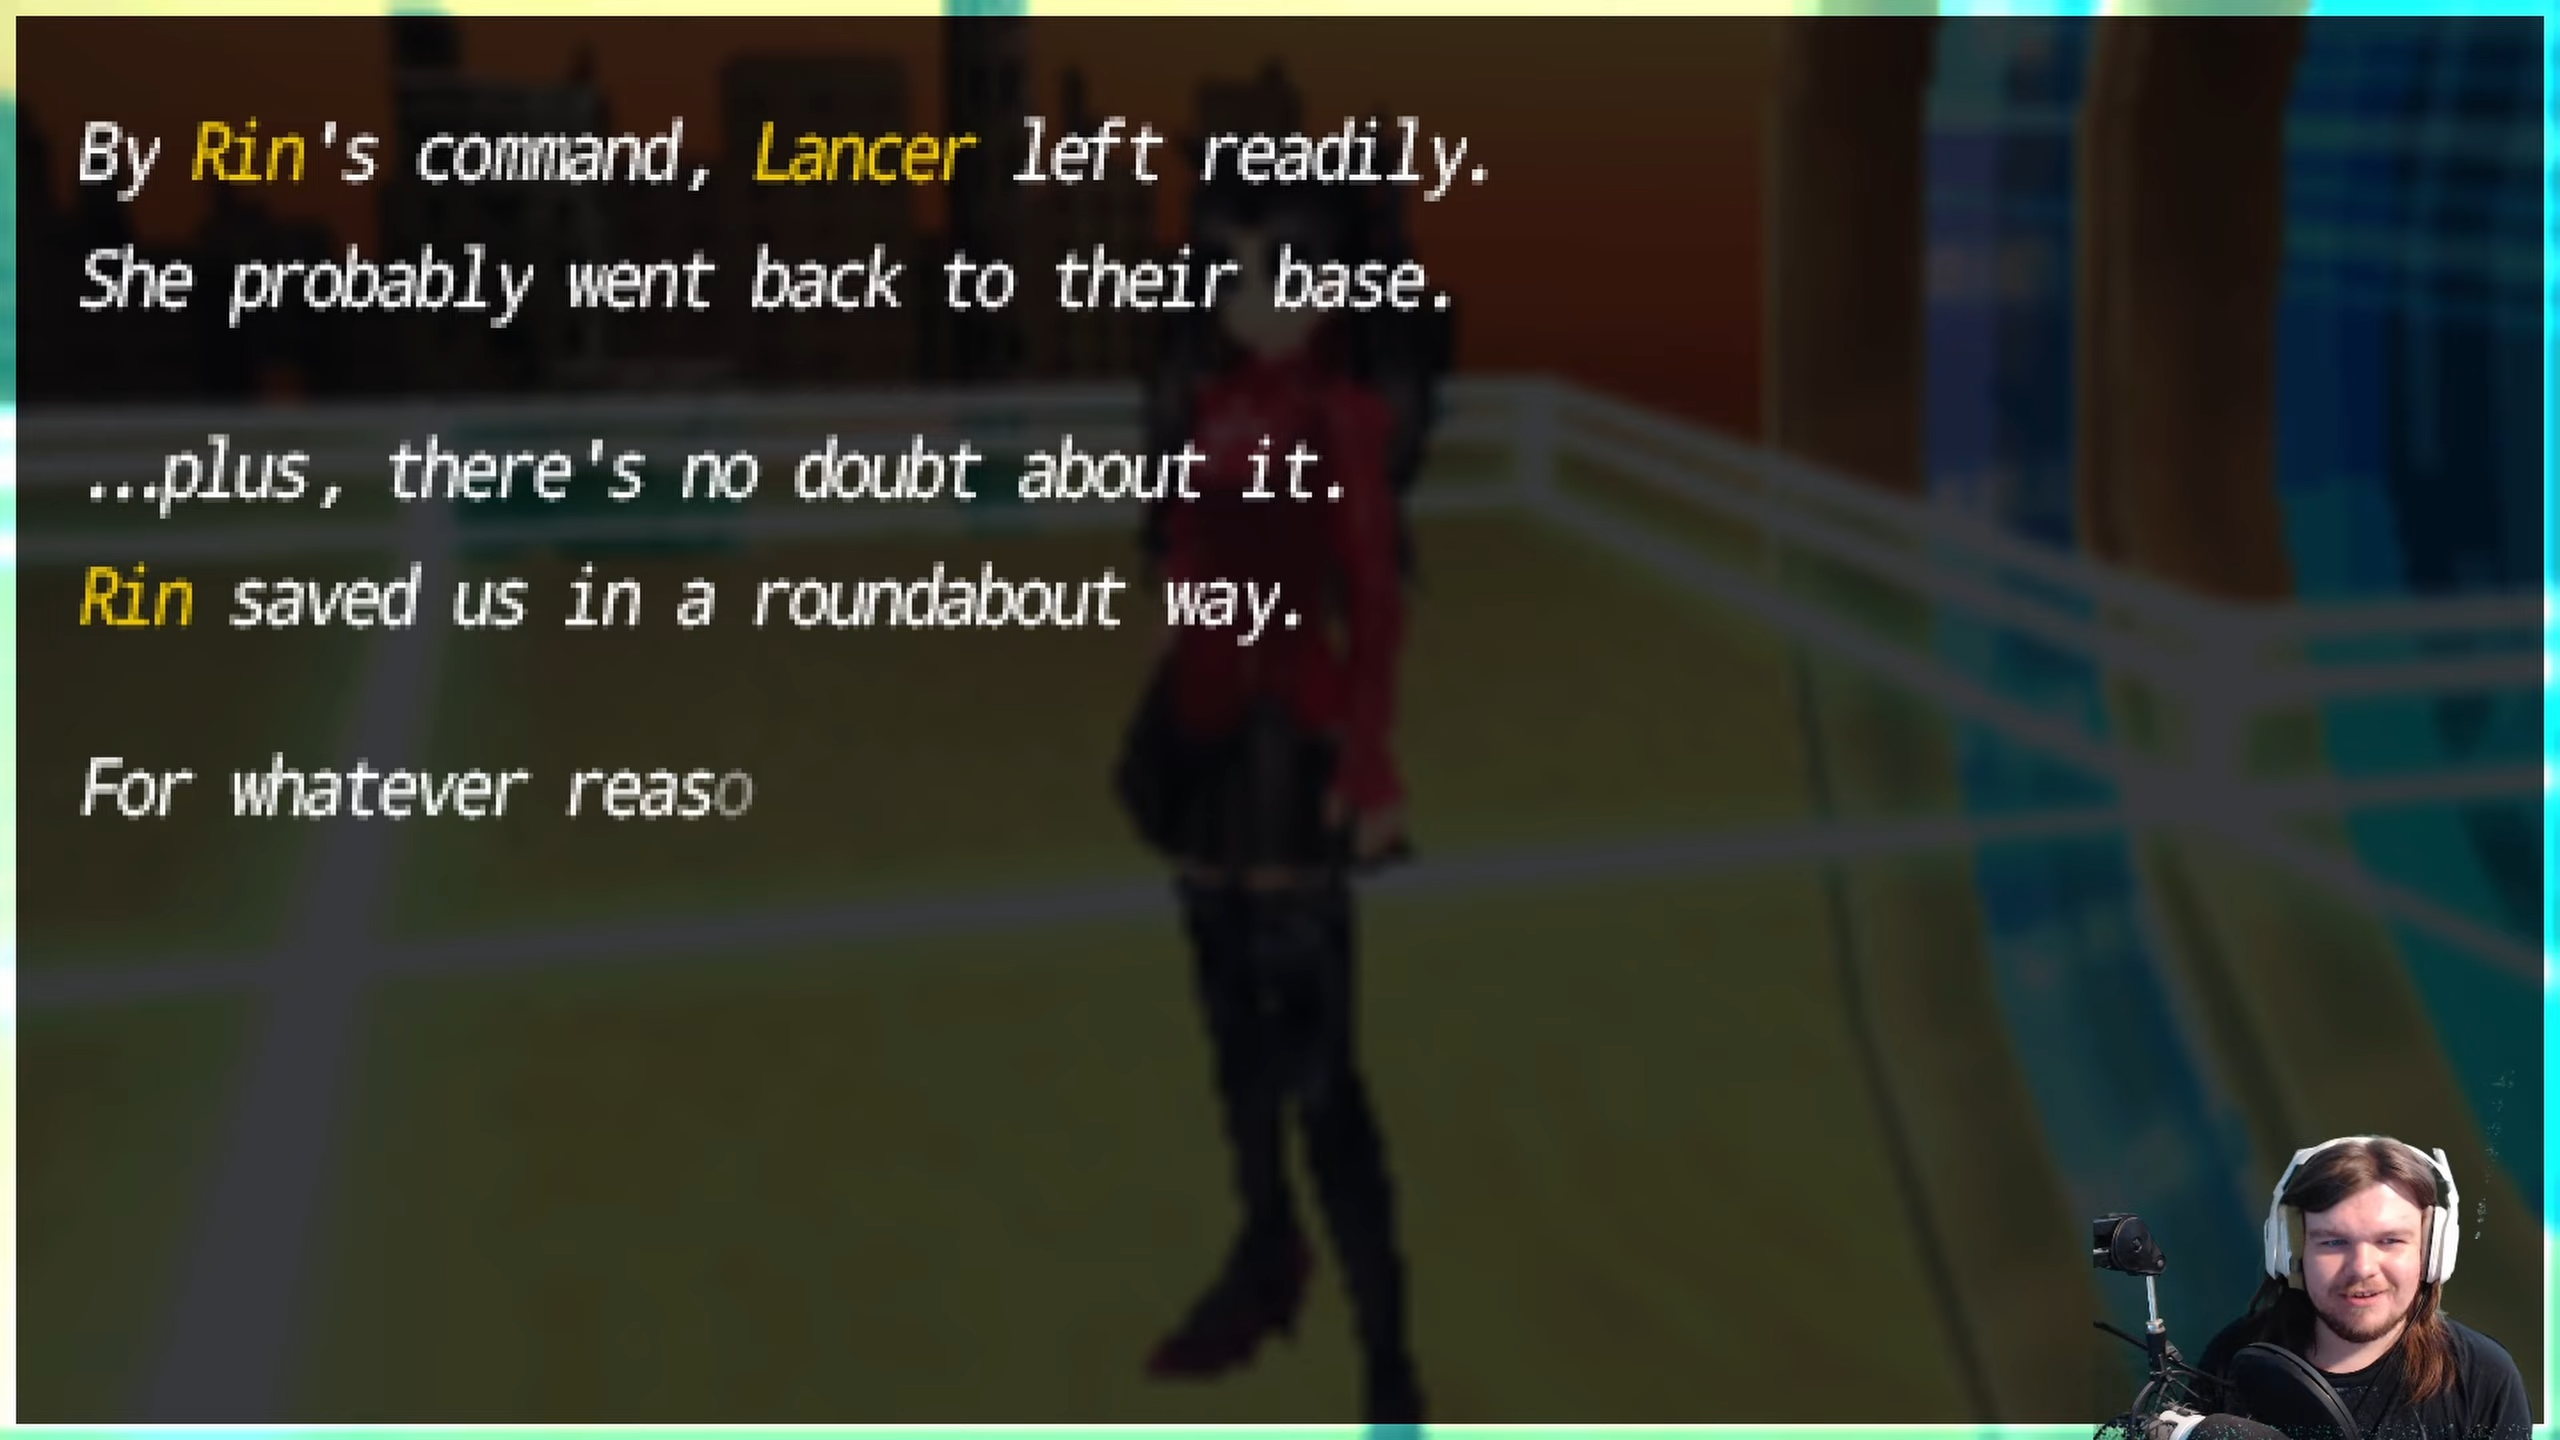 By Rin's command, Lancer left readily.
She probably went back to their base.
...plus, there's no doubt about it.
Rin saved us in a roundabout way.
For whatever reaso